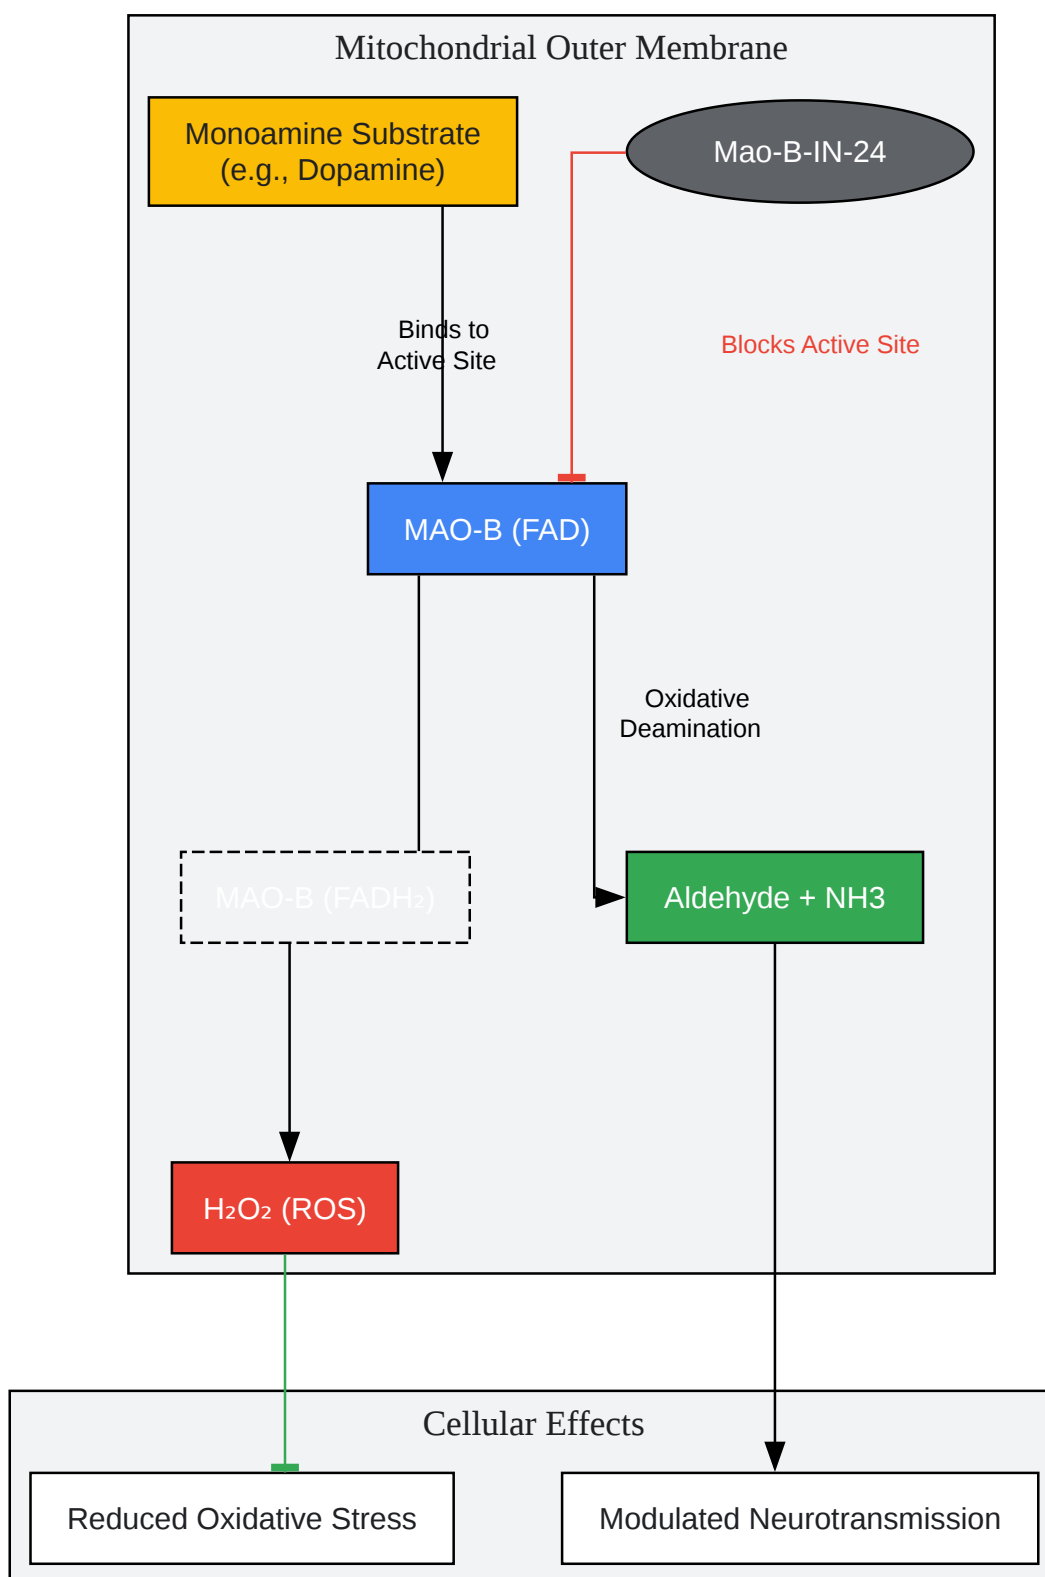 Mitochondrial Outer Membrane
Monoamine Substrate
(e.g., Dopamine)
Mao-B-IN-24
Binds to
Active Site
Blocks Active Site
MAO-B (FAD)
Oxidative
Deamination
MAO-B (FADH₂)
Aldehyde + NH3
H₂O₂ (ROS)
Cellular Effects
Reduced Oxidative Stress
Modulated Neurotransmission